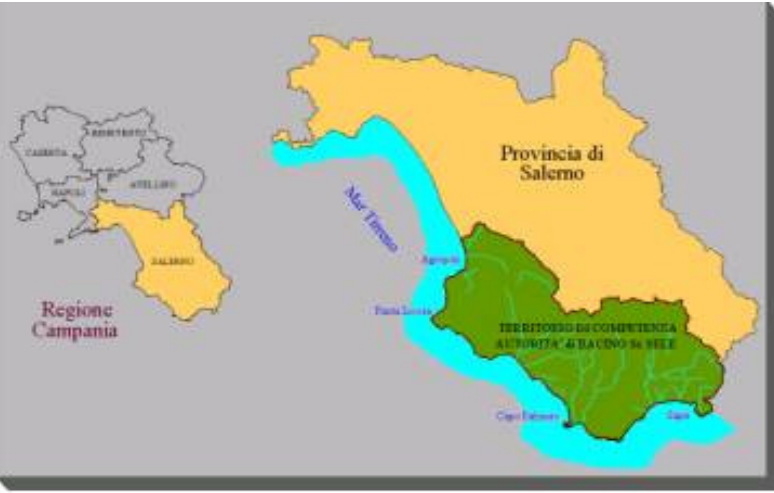 CASERTA
BENEVENTO
NAPOLI
AVELLINO
SALERNO
Regione
Campania
Provincia di
Salerno
Mar Tirreno
Agropoli
Punta Licosa
TERRITORIO DI COMPETENZA
AUTORITA' di BACINO Sx SELE
Capo Palinuro
Sapri